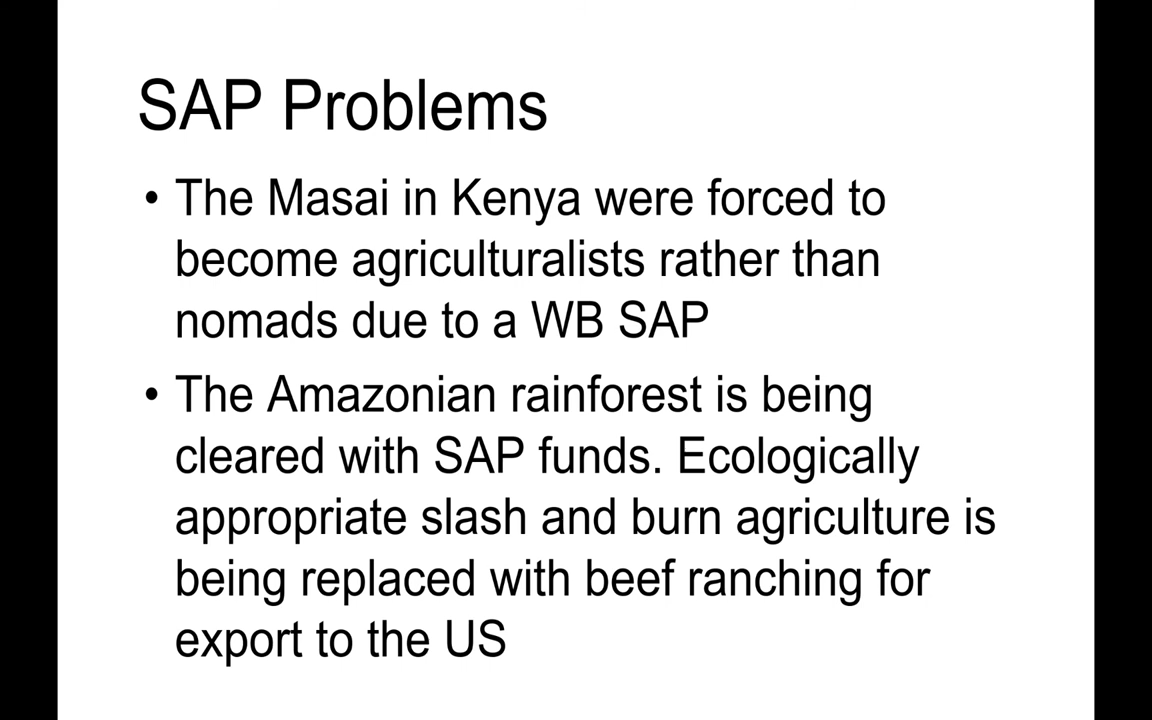 SAP Problems
• The Masai in Kenya were forced to
become agriculturalists rather than
nomads due to a WB SAP
• The Amazonian rainforest is being
cleared with SAP funds. Ecologically
appropriate slash and burn agriculture is
being replaced with beef ranching for
export to the US